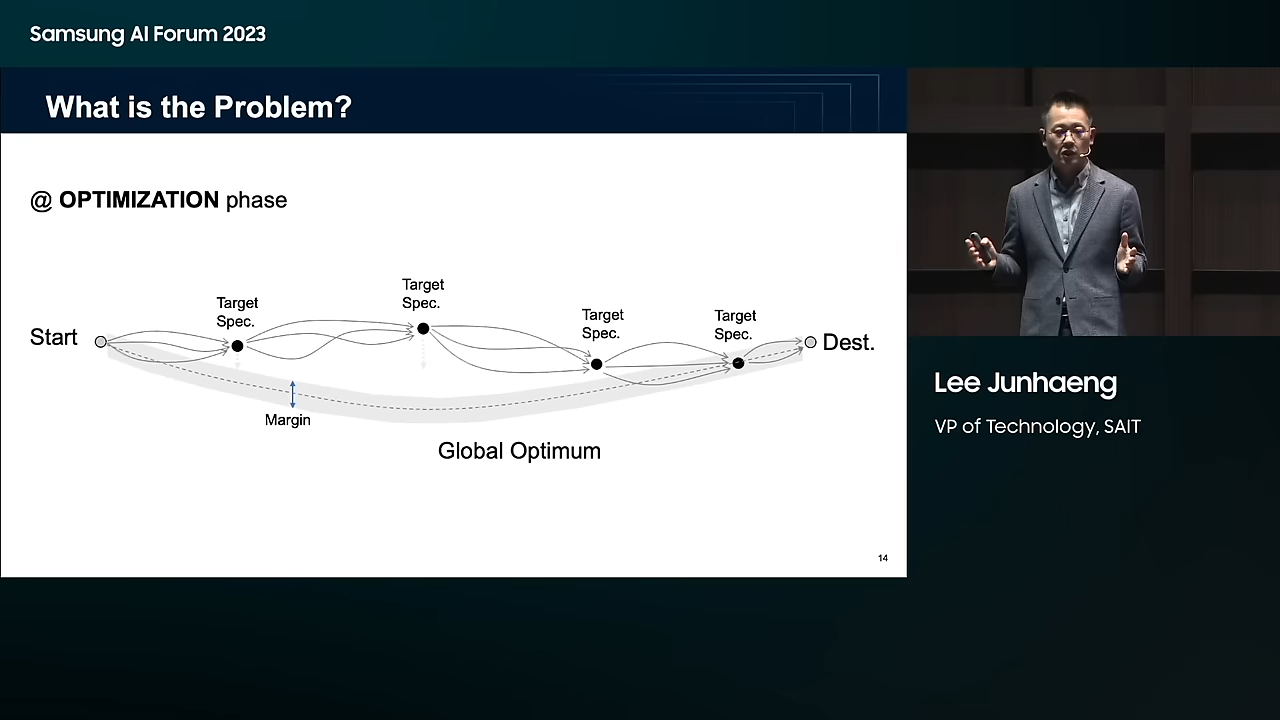 Samsung AI Forum 2023
What is the Problem?
@ OPTIMIZATION phase
Start
Target
Spec.
Target
Spec.
Target
Spec.
Target
Spec.
Dest.
Margin
Global Optimum
14
Lee Junhaeng
VP of Technology, SAIT